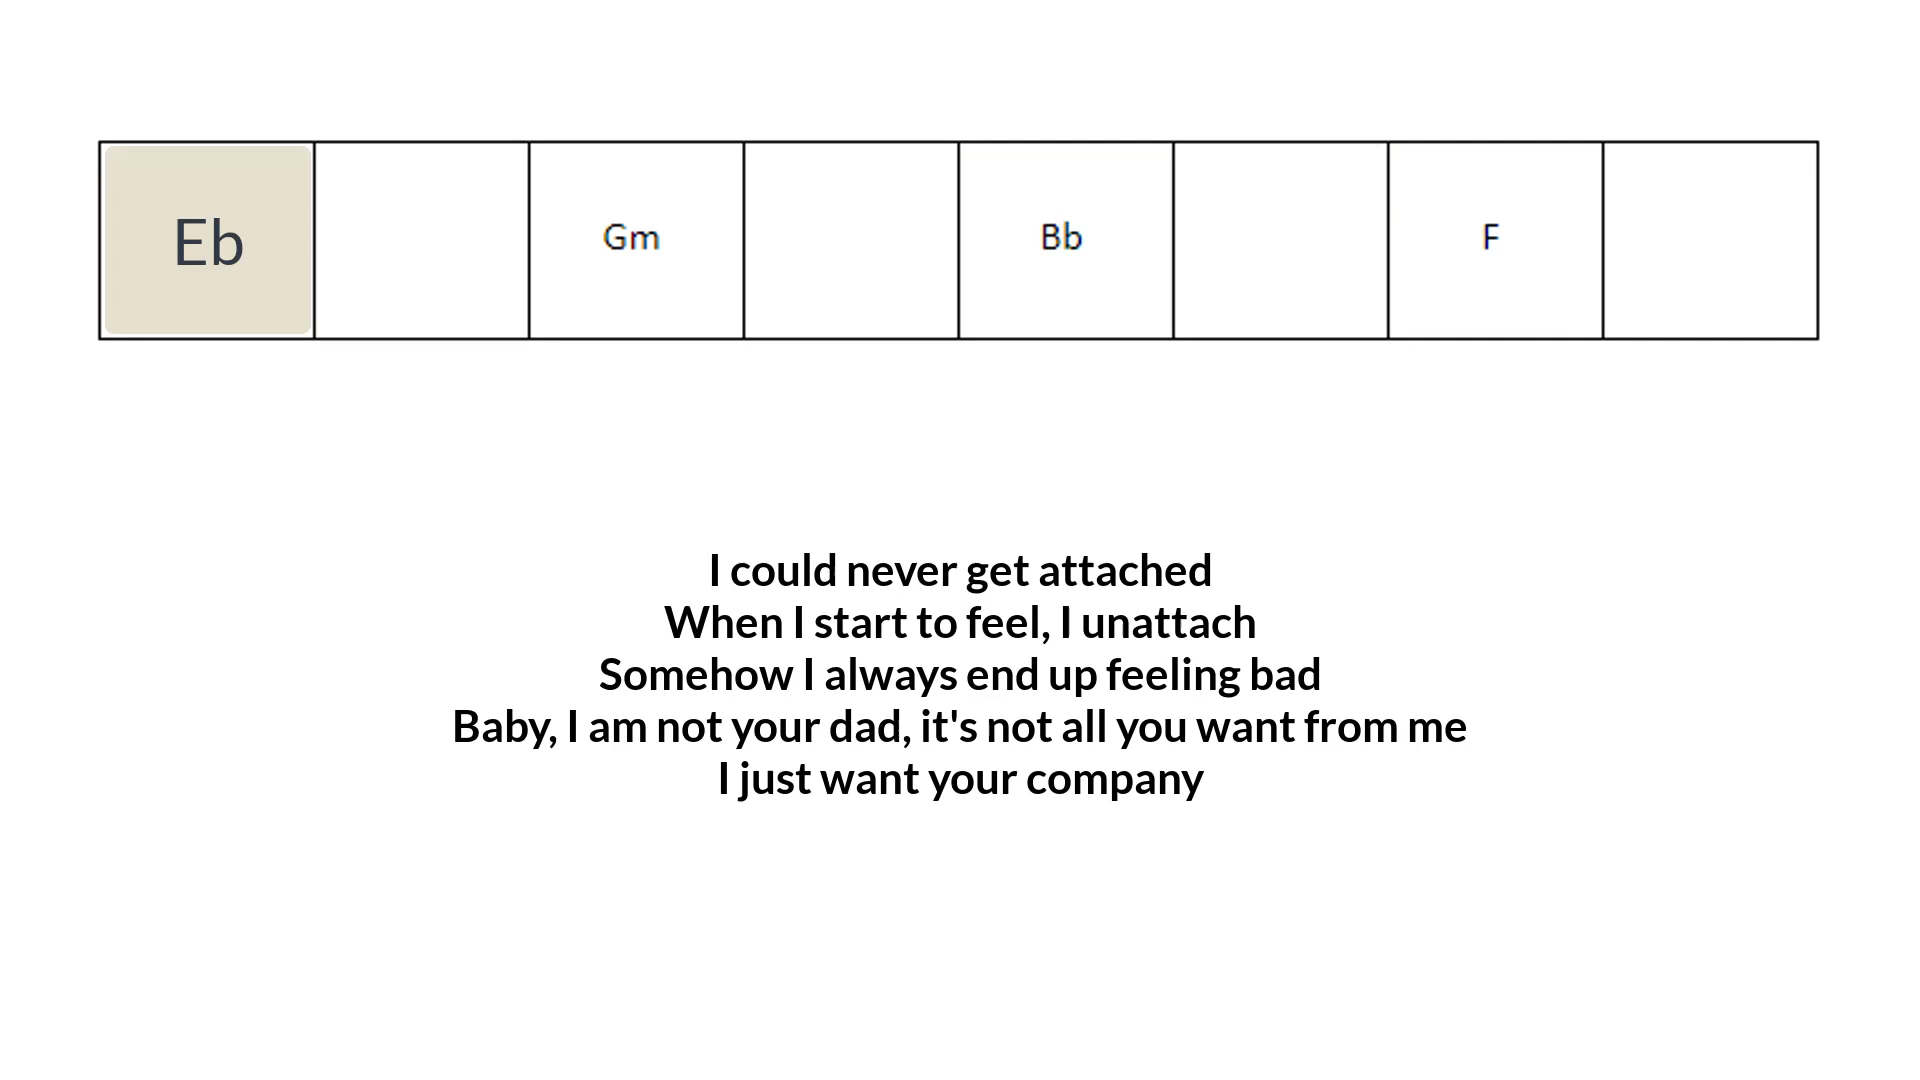 Eb Gm Bb F
I could never get attached
When I start to feel, I unattach
Somehow I always end up feeling bad
Baby, I am not your dad, it's not all you want from me
I just want your company